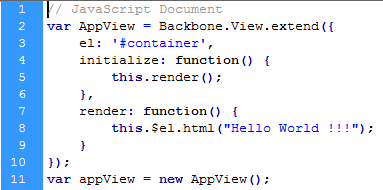 1 // JavaScript Document
2 var AppView = Backbone.View.extend({
3     el: '#container',
4     initialize: function() {
5         this.render();
6     },
7     render: function() {
8         this.$el.html("Hello World !!!");
9     }
10 });
11 var appView = new AppView();